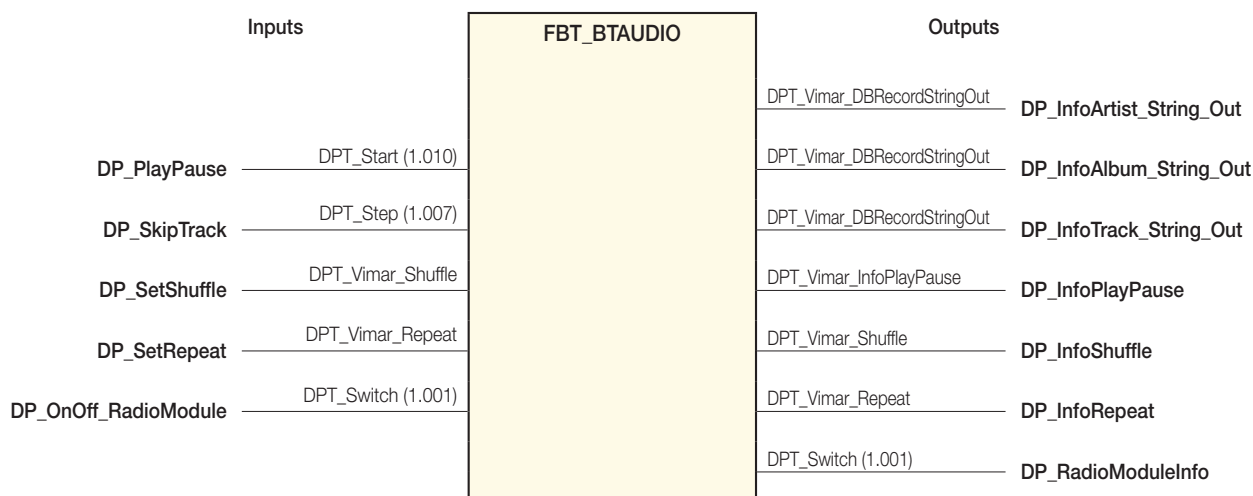 Inputs
FBT_BTAUDIO
Outputs
DPT_Vimar_DBRecordStringOut
DP_InfoArtist_String_Out
DP_PlayPause
DPT_Start (1.010)
DPT_Vimar_DBRecordStringOut
DP_InfoAlbum_String_Out
DP_SkipTrack
DPT_Step (1.007)
DPT_Vimar_DBRecordStringOut
DP_InfoTrack_String_Out
DP_SetShuffle
DPT_Vimar_Shuffle
DPT_Vimar_InfoPlayPause
DP_InfoPlayPause
DP_SetRepeat
DPT_Vimar_Repeat
DPT_Vimar_Shuffle
DP_InfoShuffle
DP_OnOff_RadioModule
DPT_Switch (1.001)
DPT_Vimar_Repeat
DP_InfoRepeat
DPT_Switch (1.001)
DP_RadioModuleInfo